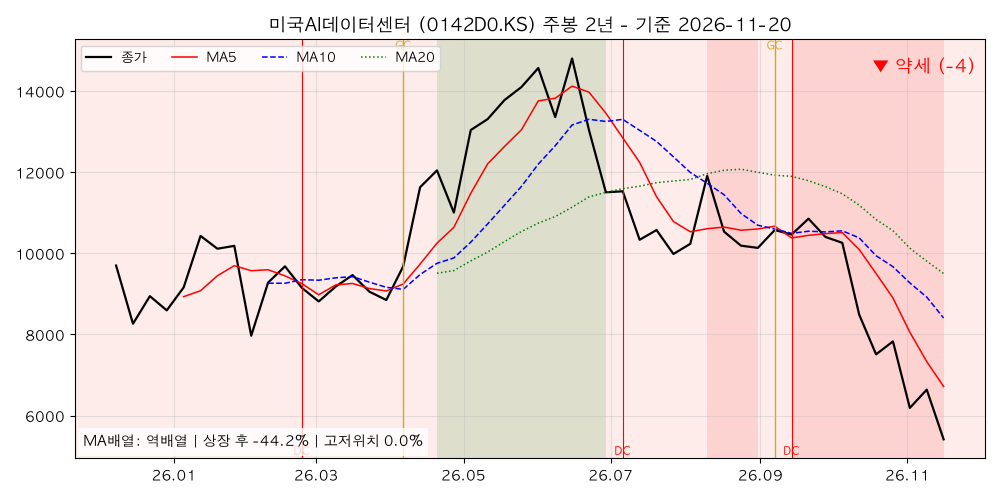 미국AI데이터센터 (0142D0.KS) 주봉 2년 - 기준 2026-11-20
GC
GC
종가
MA5
MA10
MA20
▼ 약세 (-4)
14000
12000
10000
8000
6000
MA배열: 역배열 | 상장 후 -44.2% | 고저위치 0.0%
DC
DC
DC
26.01
26.03
26.05
26.07
26.09
26.11